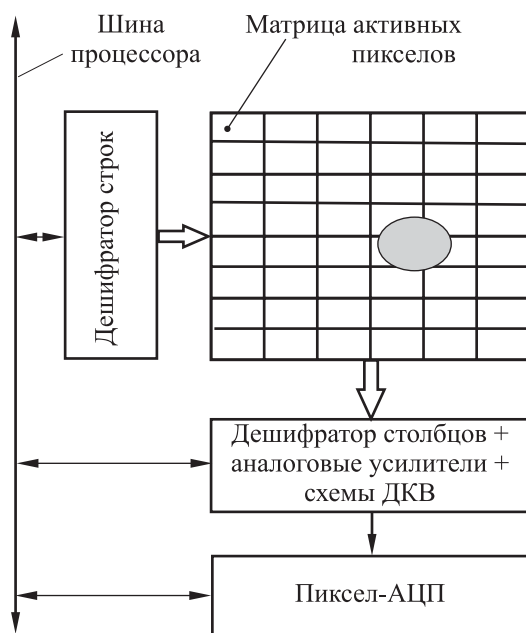 Шина
процессора
Матрица активных
пикселов
Дешифратор строк
Дешифратор столбцов +
аналоговые усилители +
схемы ДКВ
Пиксел-АЦП